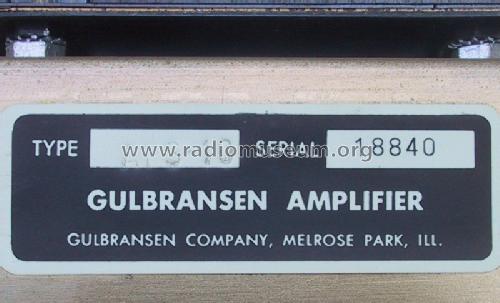 www.radiomuseum.org
TYPE SERIAL 18840
GULBRANSEN AMPLIFIER
GULBRANSEN COMPANY, MELROSE PARK, ILL.